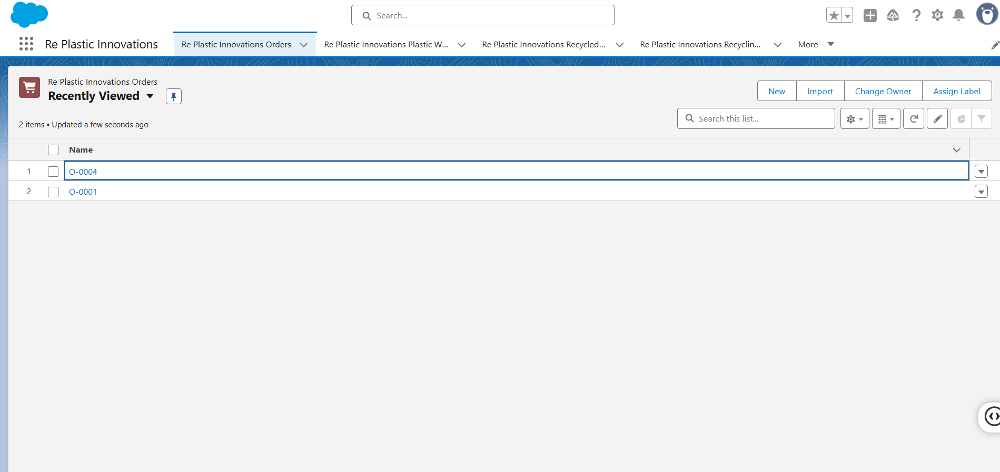 Search...
Re Plastic Innovations
Re Plastic Innovations Orders
Re Plastic Innovations Plastic W...
Re Plastic Innovations Recycled...
Re Plastic Innovations Recyclin...
More
Re Plastic Innovations Orders
Recently Viewed
New
Import
Change Owner
Assign Label
2 items • Updated a few seconds ago
Search this list...
Name
1 O-0004
2 O-0001